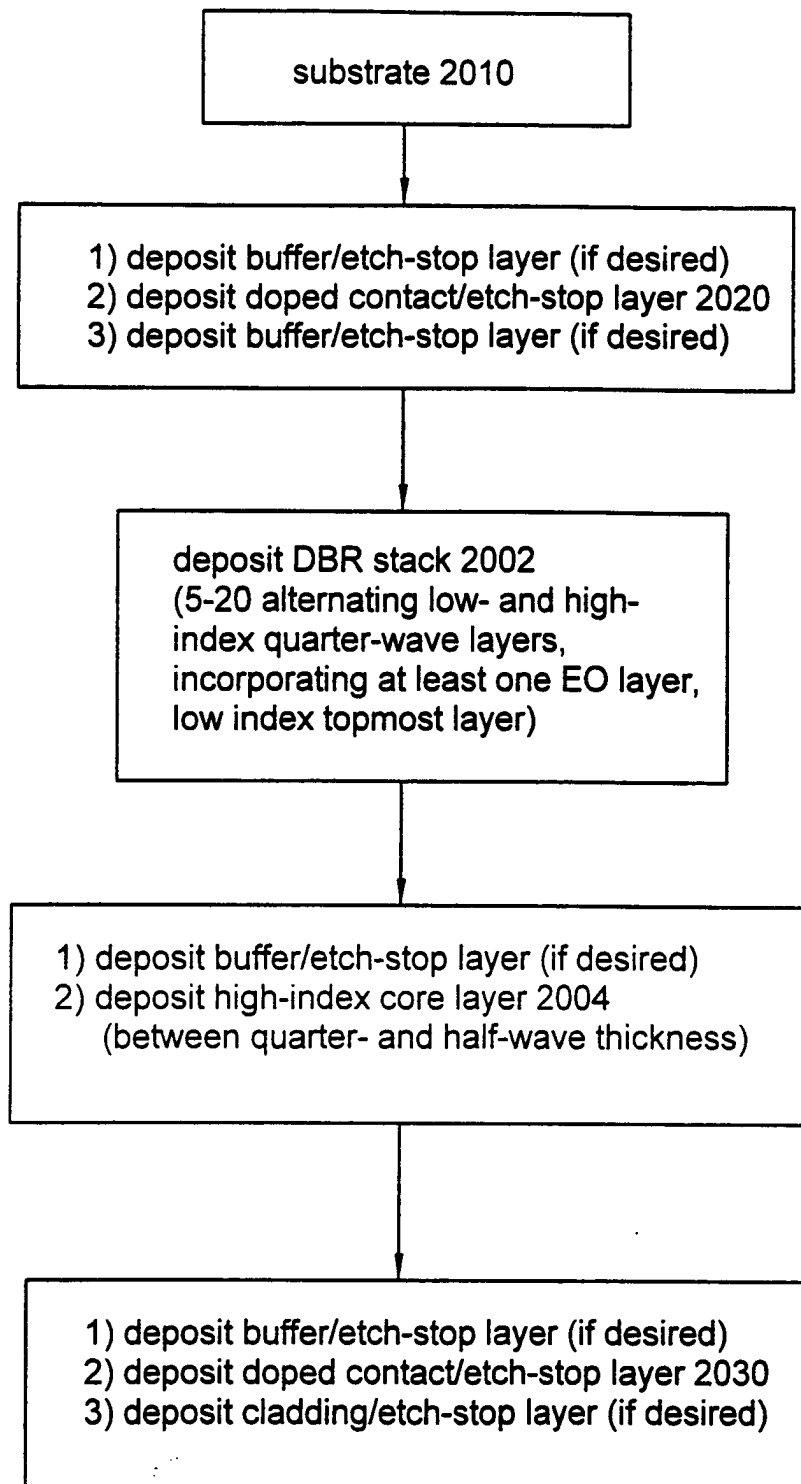 substrate 2010
1) deposit buffer/etch-stop layer (if desired)
2) deposit doped contact/etch-stop layer 2020
3) deposit buffer/etch-stop layer (if desired)
deposit DBR stack 2002
(5-20 alternating low- and high-
index quarter-wave layers,
incorporating at least one EO layer,
low index topmost layer)
1) deposit buffer/etch-stop layer (if desired)
2) deposit high-index core layer 2004
(between quarter- and half-wave thickness)
1) deposit buffer/etch-stop layer (if desired)
2) deposit doped contact/etch-stop layer 2030
3) deposit cladding/etch-stop layer (if desired)